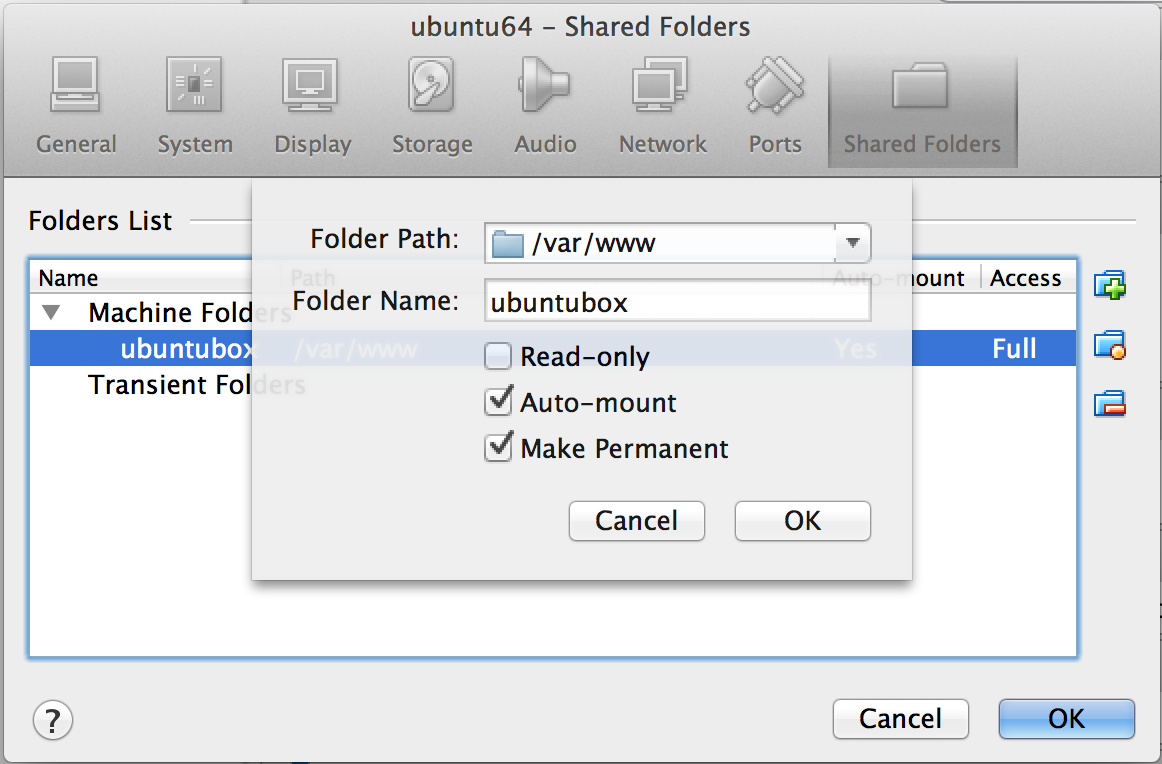 ubuntu64 – Shared Folders
General System Display Storage Audio Network Ports Shared Folders
Folders List
Folder Path: /var/www
Name Path Auto-mount Access
Folder Name: ubuntubox
Machine Folders
ubuntubox /var/www Yes Full
Read-only
Transient Folders
Auto-mount
Make Permanent
Cancel OK
? Cancel OK